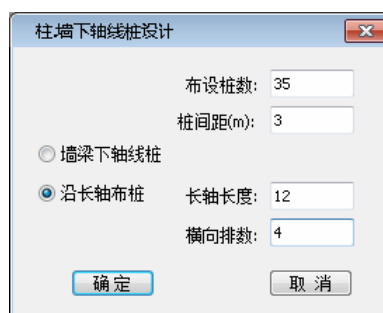 柱.墙下轴线桩设计
布设桩数: 35
桩间距(m): 3
墙梁下轴线桩
沿长轴布桩 长轴长度: 12
横向排数: 4
确定 取消